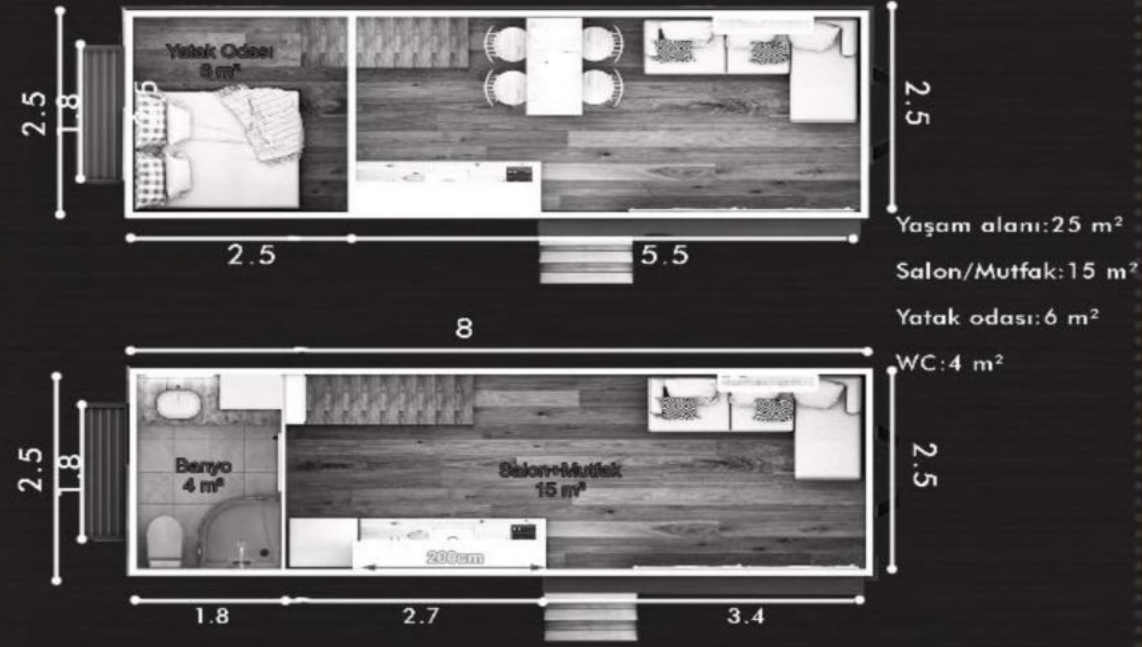 Yatak Odası
6 m²
2.5
1.8
2.5
2.5
5.5
Yaşam alanı:25 m²
Salon/Mutfak:15 m²
Yatak odası:6 m²
WC:4 m²
8
2.5
1.8
Banyo
4 m²
Salon+Mutfak
15 m²
200cm
2.5
1.8
2.7
3.4